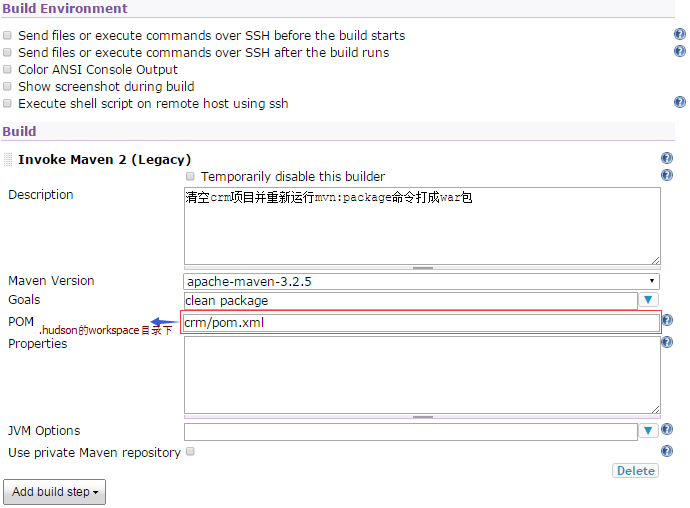 Build Environment
Send files or execute commands over SSH before the build starts
Send files or execute commands over SSH after the build runs
Color ANSI Console Output
Show screenshot during build
Execute shell script on remote host using ssh
Build
Invoke Maven 2 (Legacy)
Temporarily disable this builder
Description
清空crm项目并重新运行mvn:package命令打成war包
Maven Version
apache-maven-3.2.5
Goals
clean package
POM
.hudson的workspace目录下
crm/pom.xml
Properties
JVM Options
Use private Maven repository
Delete
Add build step